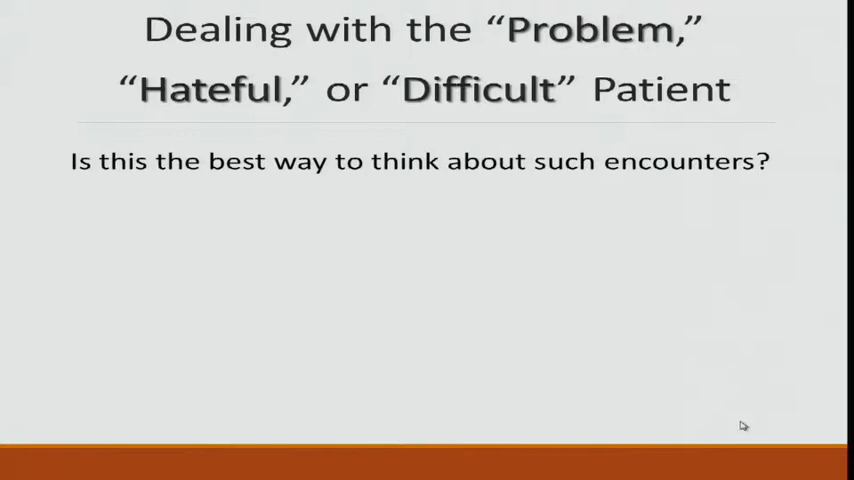 Dealing with the “Problem,”
“Hateful,” or “Difficult” Patient
Is this the best way to think about such encounters?